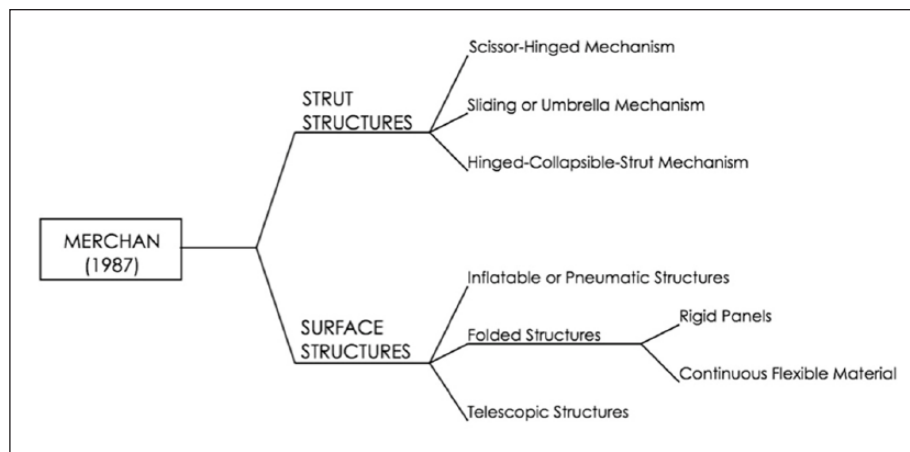 MERCHAN
(1987)
STRUT
STRUCTURES
Scissor-Hinged Mechanism
Sliding or Umbrella Mechanism
Hinged-Collapsible-Strut Mechanism
SURFACE
STRUCTURES
Inflatable or Pneumatic Structures
Folded Structures
Rigid Panels
Continuous Flexible Material
Telescopic Structures